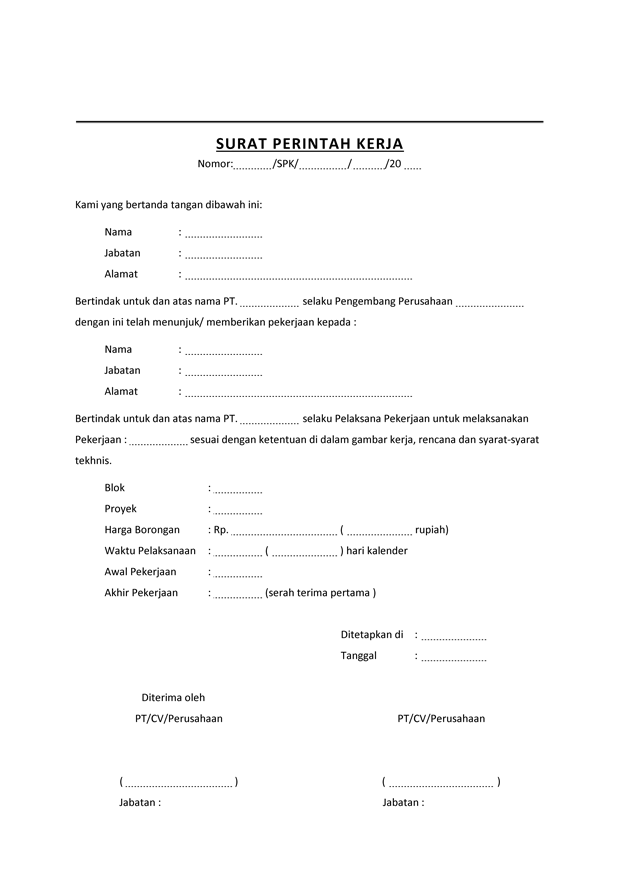 SURAT PERINTAH KERJA
Nomor:............/SPK/.............../........../20 ......
Kami yang bertanda tangan dibawah ini:
Nama : ..........................
Jabatan : ..........................
Alamat : ............................................................................
Bertindak untuk dan atas nama PT. .................... selaku Pengembang Perusahaan .......................
dengan ini telah menunjuk/ memberikan pekerjaan kepada :
Nama : ..........................
Jabatan : ..........................
Alamat : ............................................................................
Bertindak untuk dan atas nama PT. .................... selaku Pelaksana Pekerjaan untuk melaksanakan
Pekerjaan : .................... sesuai dengan ketentuan di dalam gambar kerja, rencana dan syarat-syarat
tekhnis.
Blok : ................
Proyek : ................
Harga Borongan : Rp. .................................... ( ...................... rupiah)
Waktu Pelaksanaan : ................ ( ...................... ) hari kalender
Awal Pekerjaan : ................
Akhir Pekerjaan : ................ (serah terima pertama )
Ditetapkan di : ......................
Tanggal : ......................
Diterima oleh
PT/CV/Perusahaan PT/CV/Perusahaan
( .................................... ) ( ................................... )
Jabatan : Jabatan :